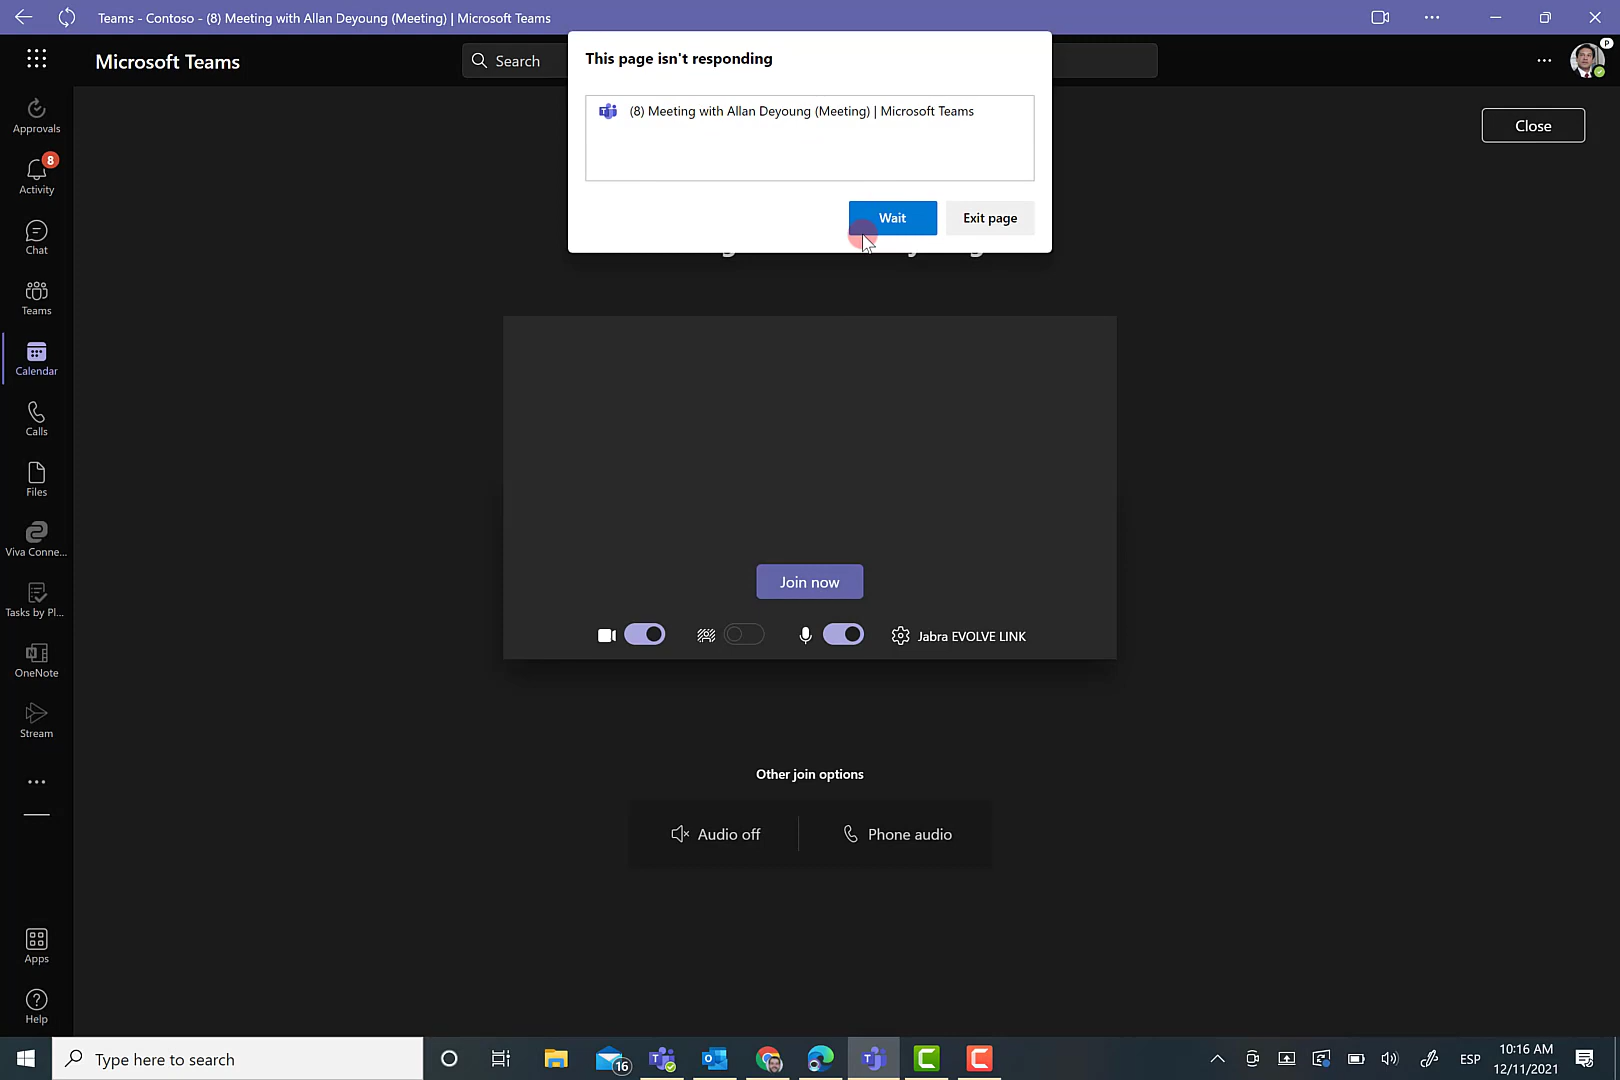 Teams - Contoso - (8) Meeting with Allan Deyoung (Meeting) | Microsoft Teams
Microsoft Teams
Search
P
This page isn't responding
(8) Meeting with Allan Deyoung (Meeting) | Microsoft Teams
Wait
Exit page
Close
Approvals
8
Activity
Chat
Teams
Calendar
Calls
Files
Viva Conne...
Tasks by Pl...
OneNote
Stream
Apps
Help
Join now
Jabra EVOLVE LINK
Other join options
Audio off
Phone audio
Type here to search
16
ESP
10:16 AM
12/11/2021